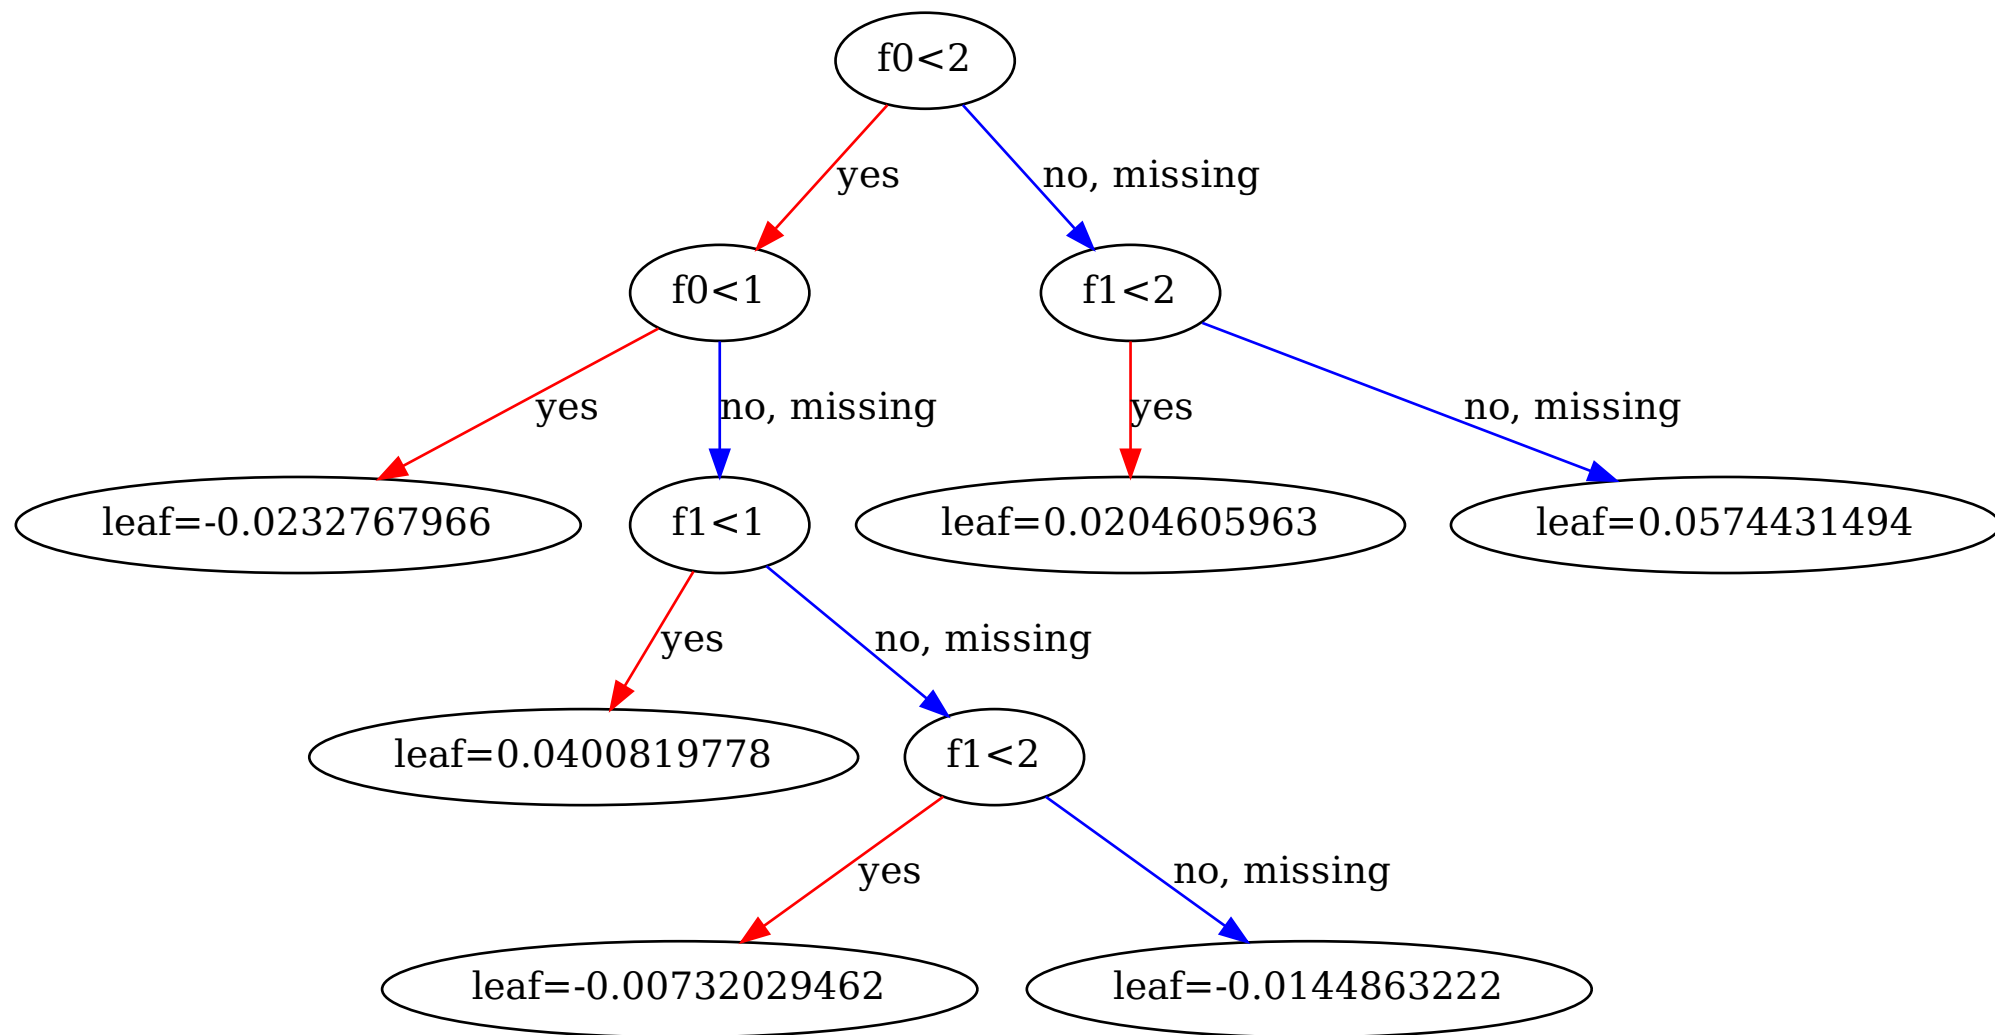 f0<2
yes
no, missing
f0<1
f1<2
yes
no, missing
yes
no, missing
leaf=-0.0232767966
f1<1
leaf=0.0204605963
leaf=0.0574431494
yes
no, missing
leaf=0.0400819778
f1<2
yes
no, missing
leaf=-0.00732029462
leaf=-0.0144863222